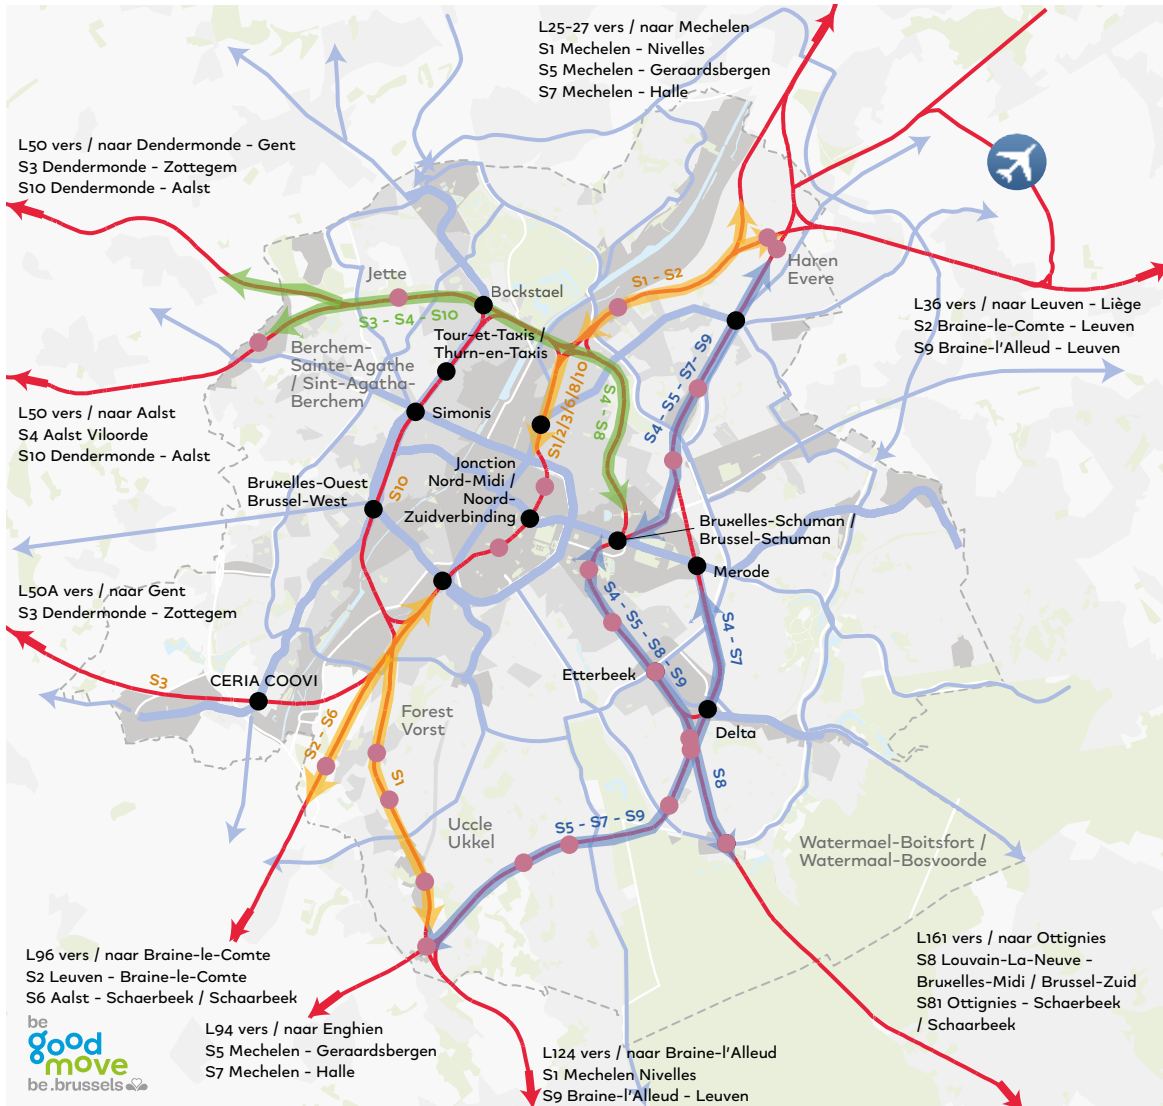 L25-27 vers / naar Mechelen
S1 Mechelen - Nivelles
S5 Mechelen - Geraardsbergen
S7 Mechelen - Halle
L50 vers / naar Dendermonde - Gent
S3 Dendermonde - Zottegem
S10 Dendermonde - Aalst
Haren
Evere
Jette
S1 - S2
Bockstael
L36 vers / naar Leuven - Liège
S2 Braine-le-Comte - Leuven
S9 Braine-l'Alleud - Leuven
S3 - S4 - S10
Tour-et-Taxis /
Thurn-en-Taxis
Berchem-
Sainte-Agathe
/ Sint-Agatha-
Berchem
S1/2/3/6/8/10
S4 - S8
S4 - S5 - S7- S9
L50 vers / naar Aalst
S4 Aalst Viloorde
S10 Dendermonde - Aalst
Simonis
Jonction
Nord-Midi /
Noord-
Zuidverbinding
Bruxelles-Ouest
Brussel-West
S10
Bruxelles-Schuman /
Brussel-Schuman
Merode
L50A vers / naar Gent
S3 Dendermonde - Zottegem
S4 - S5 - S8 - S9
S4 - S7
S3
CERIA COOVI
Etterbeek
Forest
Vorst
S2 - S6
Delta
S1
S8
Uccle
Ukkel
S5 - S7 - S9
Watermael-Boitsfort /
Watermaal-Bosvoorde
L96 vers / naar Braine-le-Comte
S2 Leuven - Braine-le-Comte
S6 Aalst - Schaerbeek / Schaarbeek
L161 vers / naar Ottignies
S8 Louvain-La-Neuve -
Bruxelles-Midi / Brussel-Zuid
S81 Ottignies - Schaerbeek
/ Schaarbeek
be
good
move
be.brussels
L94 vers / naar Enghien
S5 Mechelen - Geraardsbergen
S7 Mechelen - Halle
L124 vers / naar Braine-l'Alleud
S1 Mechelen Nivelles
S9 Braine-l'Alleud - Leuven